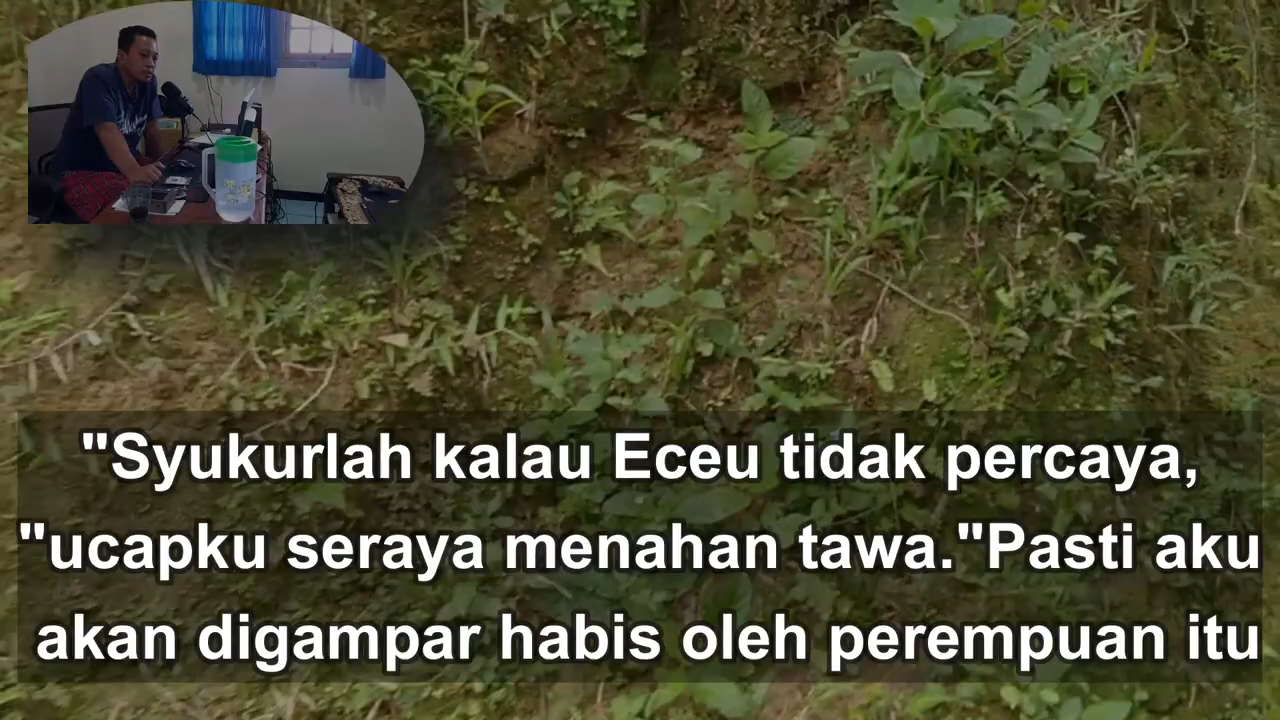 "Syukurlah kalau Eceu tidak percaya,
"ucapku seraya menahan tawa."Pasti aku
akan digampar habis oleh perempuan itu